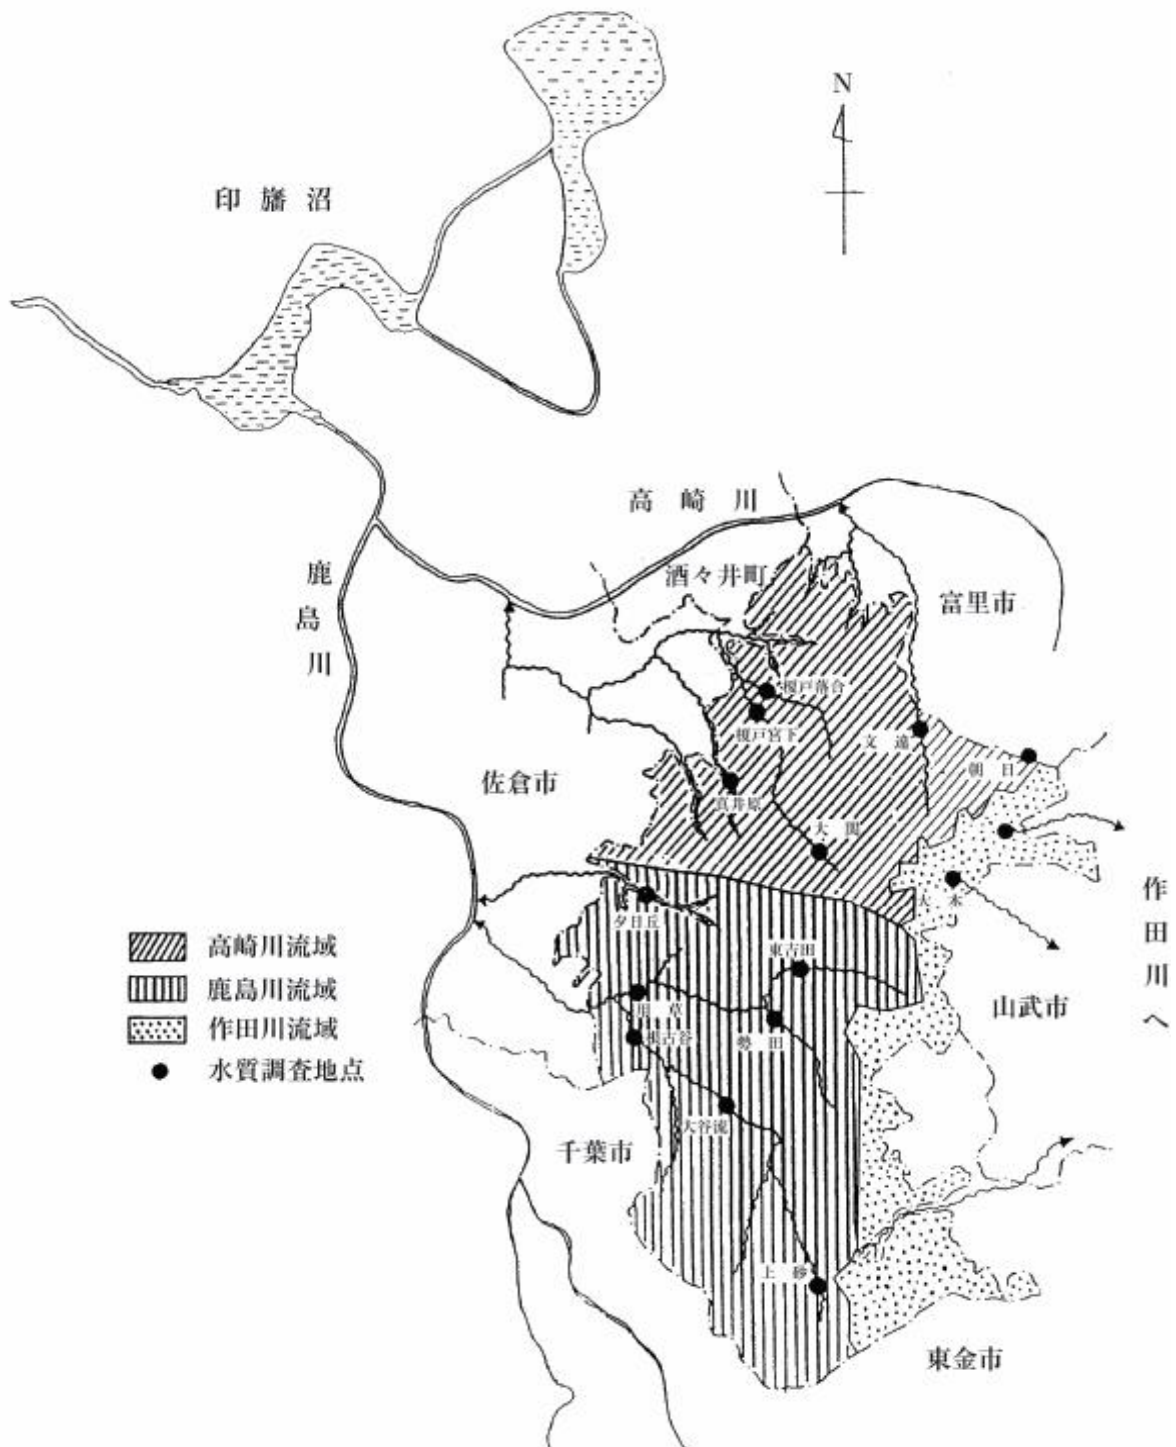 N
印旛沼
高崎川
鹿島川
酒々井町
富里市
榎戸落合
榎戸宮下
文違
朝日
佐倉市
真井原
大関
大木
作田川へ
夕日丘
東吉田
高崎川流域
鹿島川流域
作田川流域
水質調査地点
用草
勢田
根古谷
山武市
大谷流
千葉市
上砂
東金市